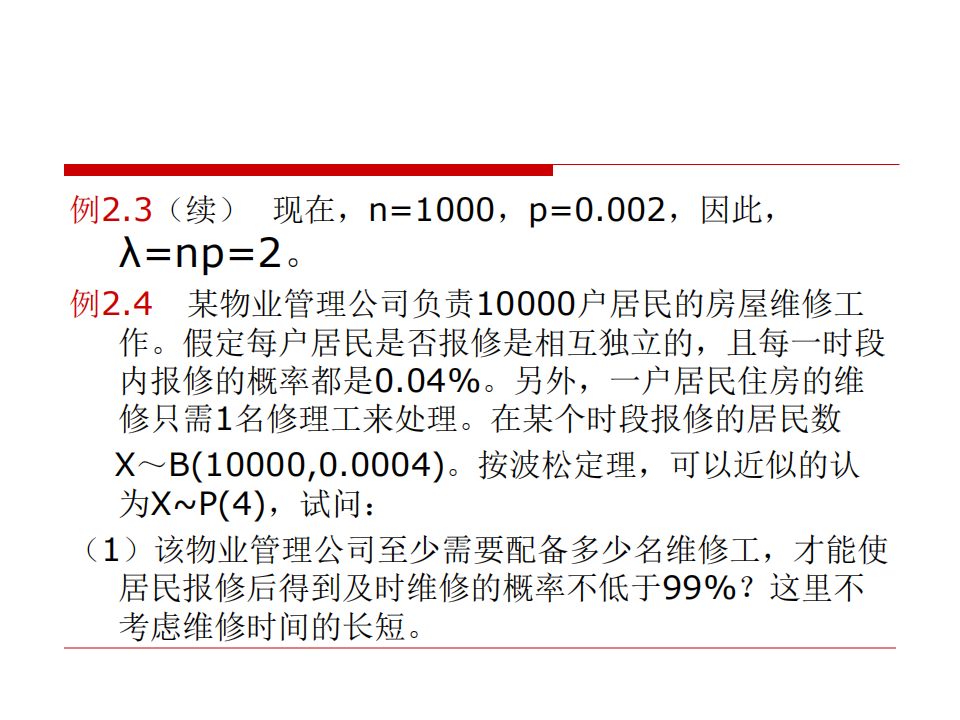 例2.3（续） 现在，n=1000，p=0.002，因此，
λ=np=2。
例2.4 某物业管理公司负责10000户居民的房屋维修工
作。假定每户居民是否报修是相互独立的，且每一时段
内报修的概率都是0.04%。另外，一户居民住房的维
修只需1名修理工来处理。在某个时段报修的居民数
X～B(10000,0.0004)。按波松定理，可以近似的认
为X~P(4)，试问：
（1）该物业管理公司至少需要配备多少名维修工，才能使
居民报修后得到及时维修的概率不低于99%？这里不
考虑维修时间的长短。